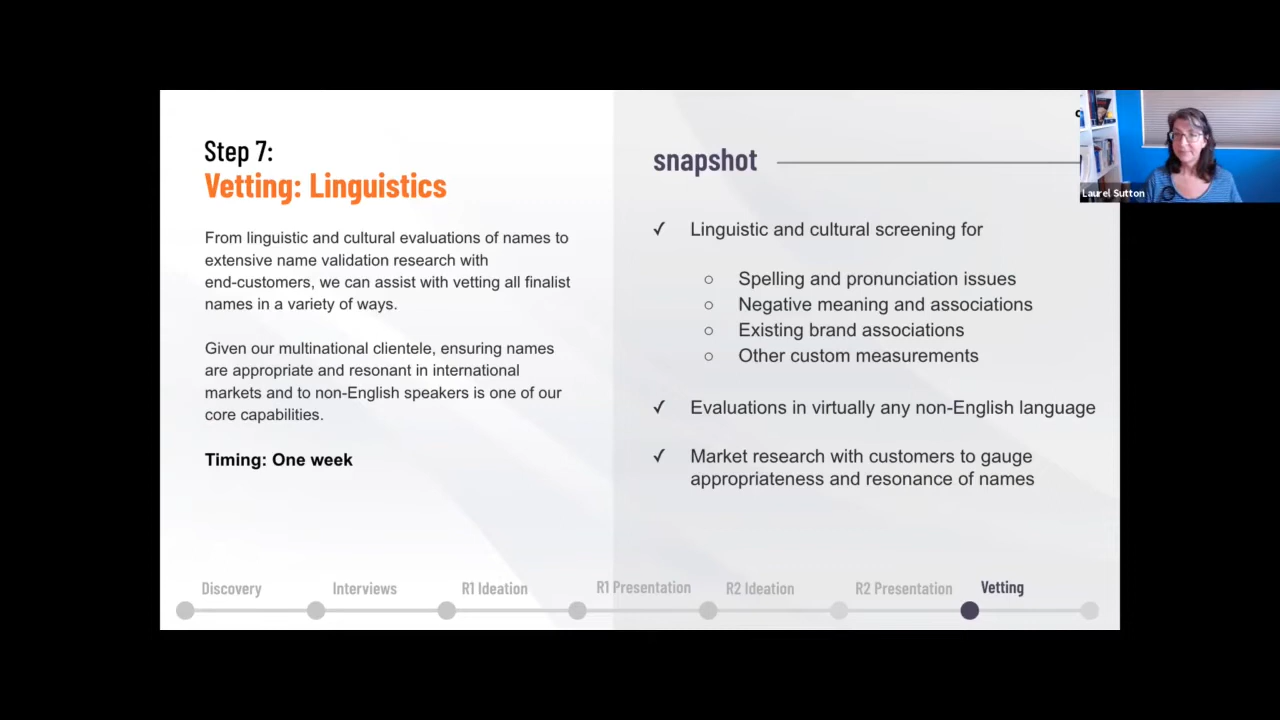 Step 7:
Vetting: Linguistics
From linguistic and cultural evaluations of names to
extensive name validation research with
end-customers, we can assist with vetting all finalist
names in a variety of ways.
Given our multinational clientele, ensuring names
are appropriate and resonant in international
markets and to non-English speakers is one of our
core capabilities.
Timing: One week
snapshot
✓ Linguistic and cultural screening for
○ Spelling and pronunciation issues
○ Negative meaning and associations
○ Existing brand associations
○ Other custom measurements
✓ Evaluations in virtually any non-English language
✓ Market research with customers to gauge
appropriateness and resonance of names
Laurel Sutton
Discovery Interviews R1 Ideation R1 Presentation R2 Ideation R2 Presentation Vetting